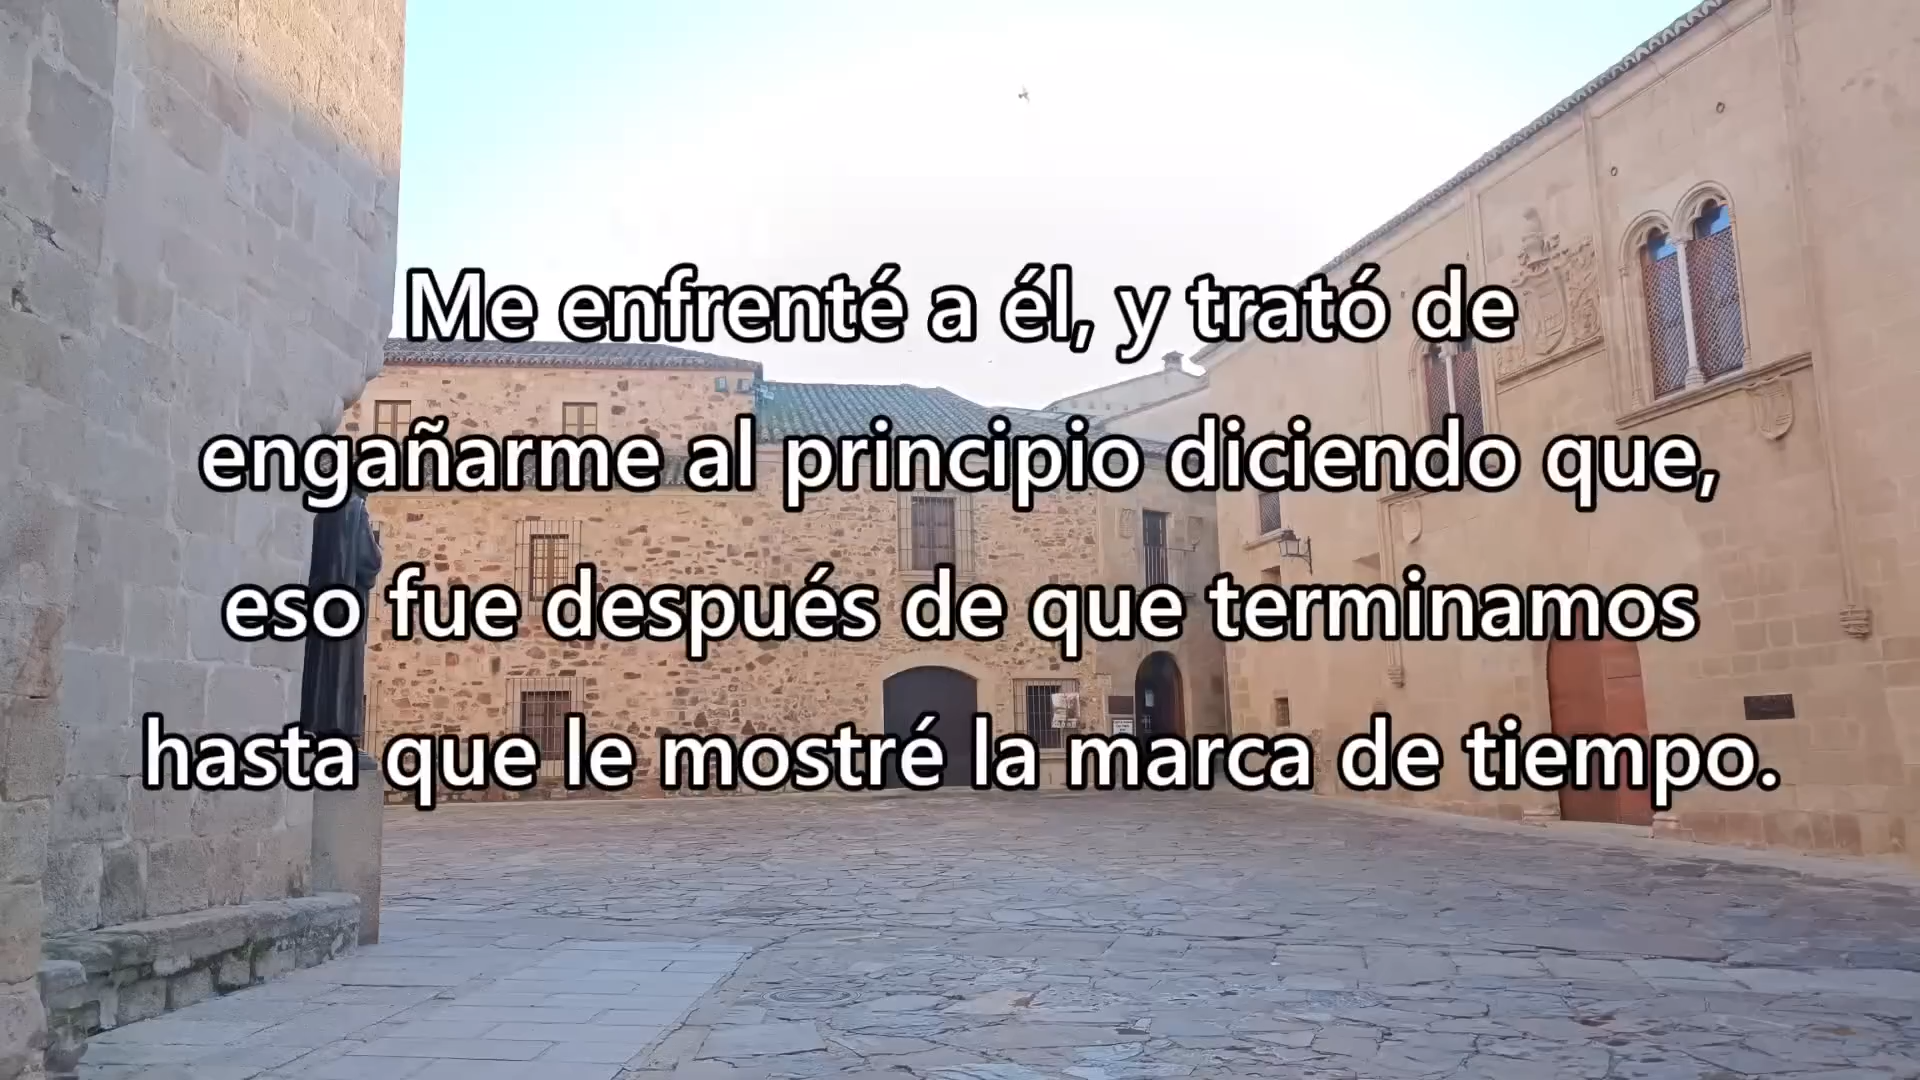 Me enfrenté a él, y trató de
engañarme al principio diciendo que,
eso fue después de que terminamos
hasta que le mostré la marca de tiempo.